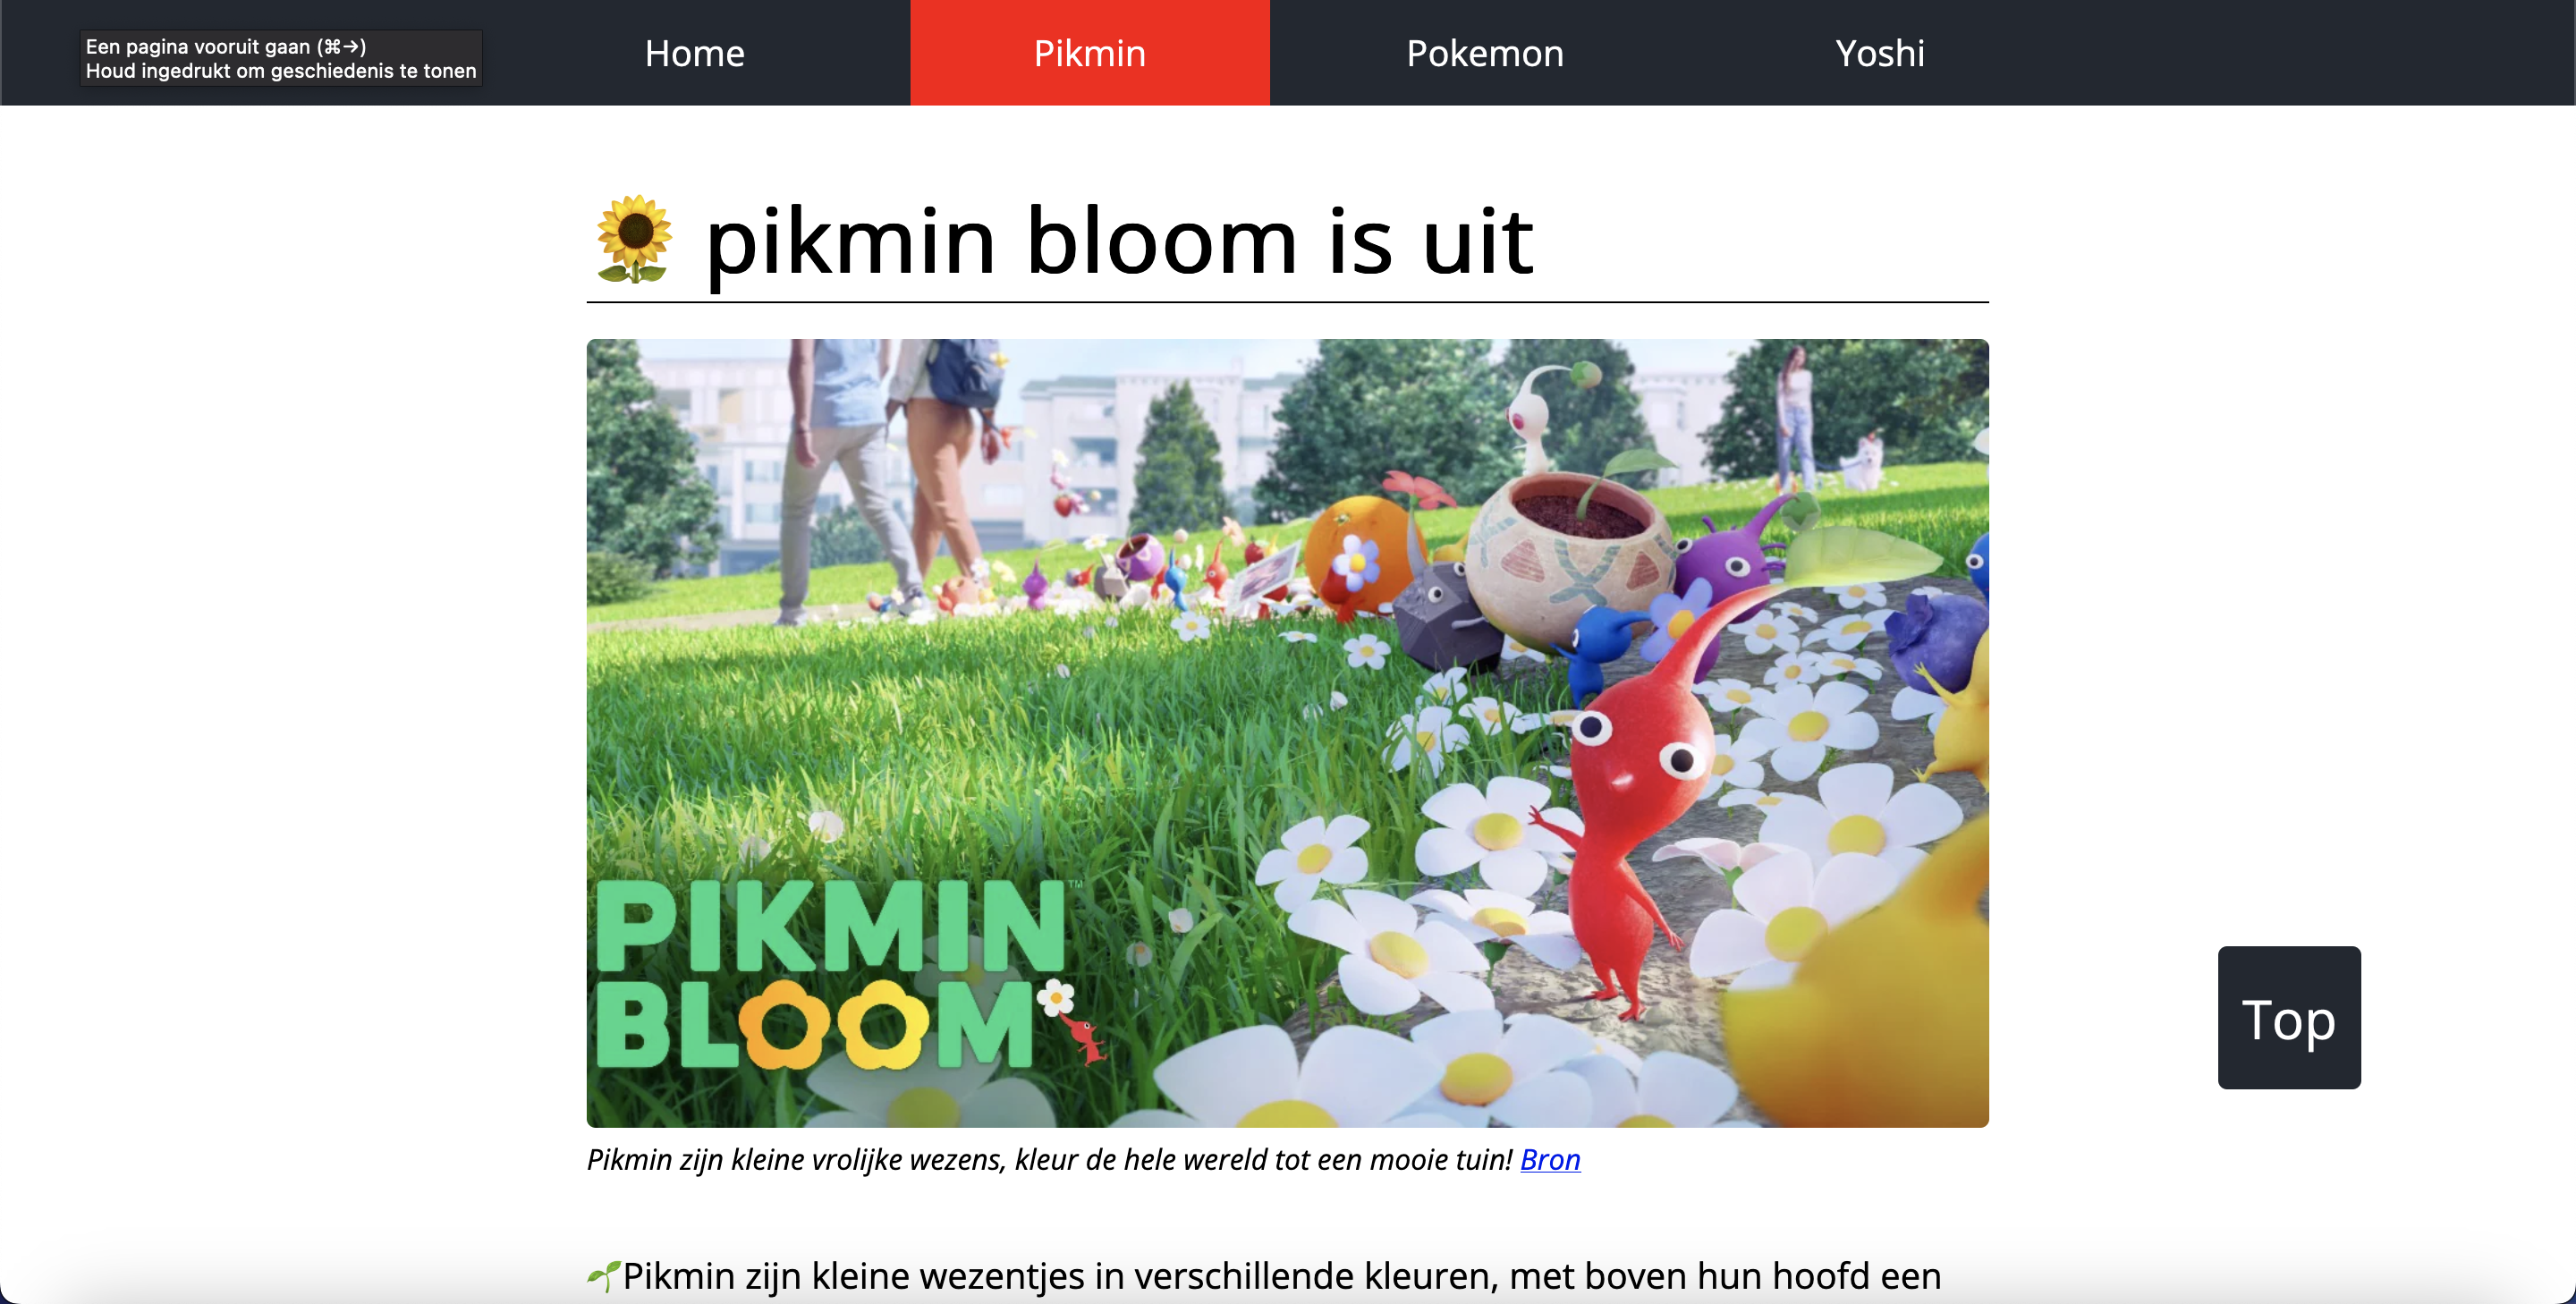 Een pagina vooruit gaan (⌘→)
Houd ingedrukt om geschiedenis te tonen
Home
Pikmin
Pokemon
Yoshi
🌻 pikmin bloom is uit
PIKMIN™
BLOOM
Top
Pikmin zijn kleine vrolijke wezens, kleur de hele wereld tot een mooie tuin! Bron
🌱Pikmin zijn kleine wezentjes in verschillende kleuren, met boven hun hoofd een